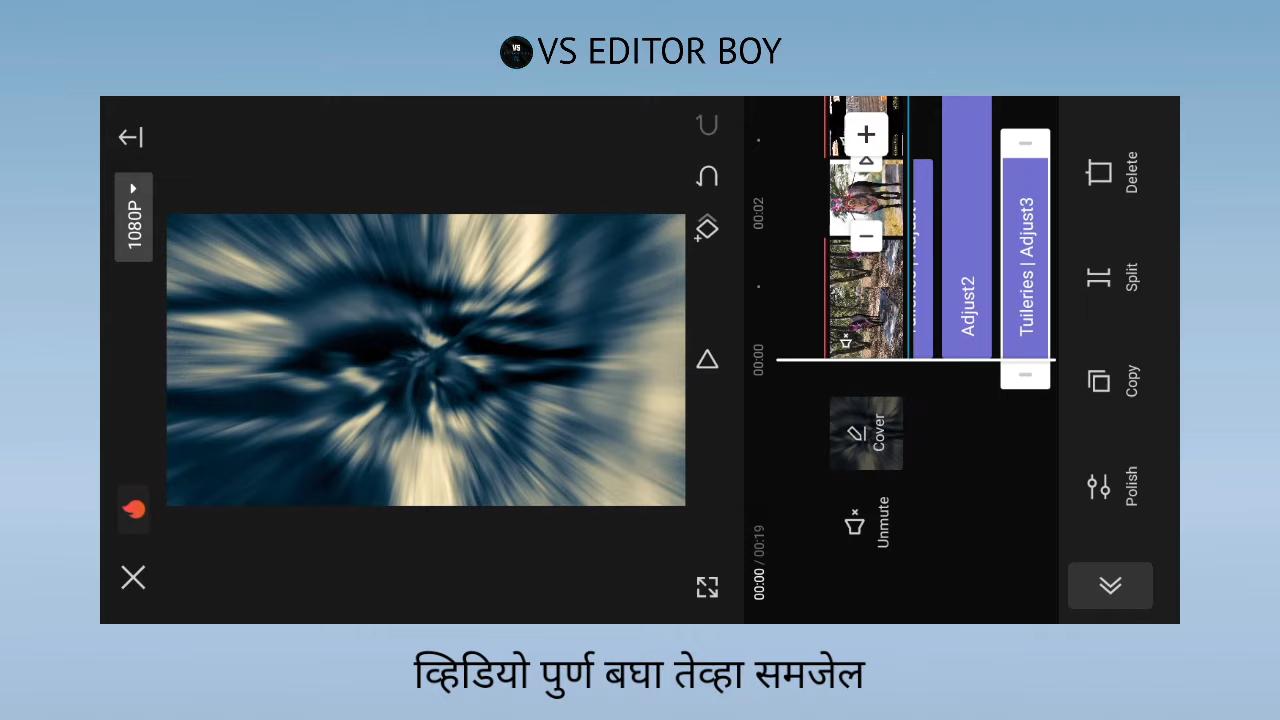 VS
VS EDITOR BOY
1080P
00:00 / 00:19
00:00
00:02
Unmute
Cover
Adjust2
Tuileries | Adjust3
Polish
Copy
Split
Delete
व्हिडियो पुर्ण बघा तेव्हा समजेल